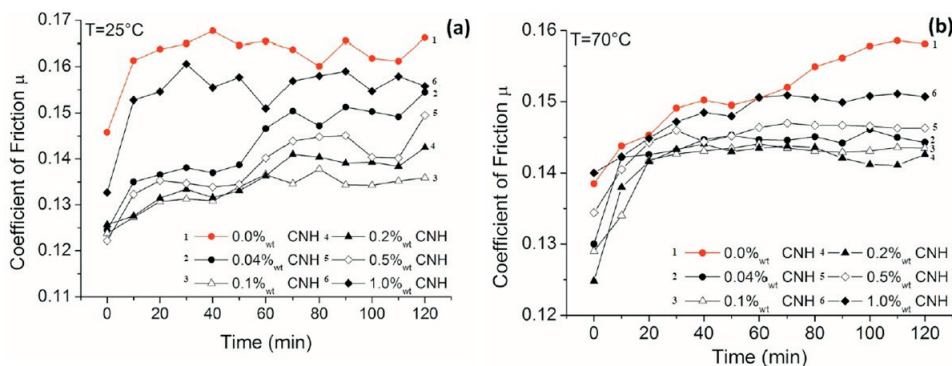 T=25°C
(a)
0.17
0.16
0.15
0.14
0.13
0.12
0.11
Coefficient of Friction μ
1
6
2
5
4
3
1 0.0%wt CNH 4 0.2%wt CNH
2 0.04%wt CNH 5 0.5%wt CNH
3 0.1%wt CNH 6 1.0%wt CNH
0 20 40 60 80 100 120
Time (min)
T=70°C
(b)
0.16
0.15
0.14
0.13
0.12
Coefficient of Friction μ
1
6
5
2
3
4
1 0.0%wt CNH 4 0.2%wt CNH
2 0.04%wt CNH 5 0.5%wt CNH
3 0.1%wt CNH 6 1.0%wt CNH
0 20 40 60 80 100 120
Time (min)